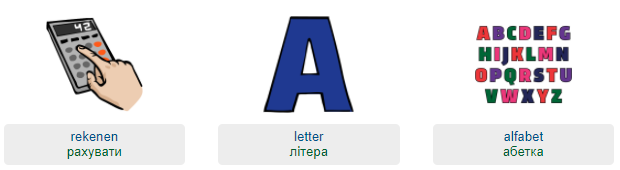 42
A
ABCDEFG
HIJKLMN
OPQRSTU
VWXYZ
rekenen
рахувати
letter
літера
alfabet
абетка